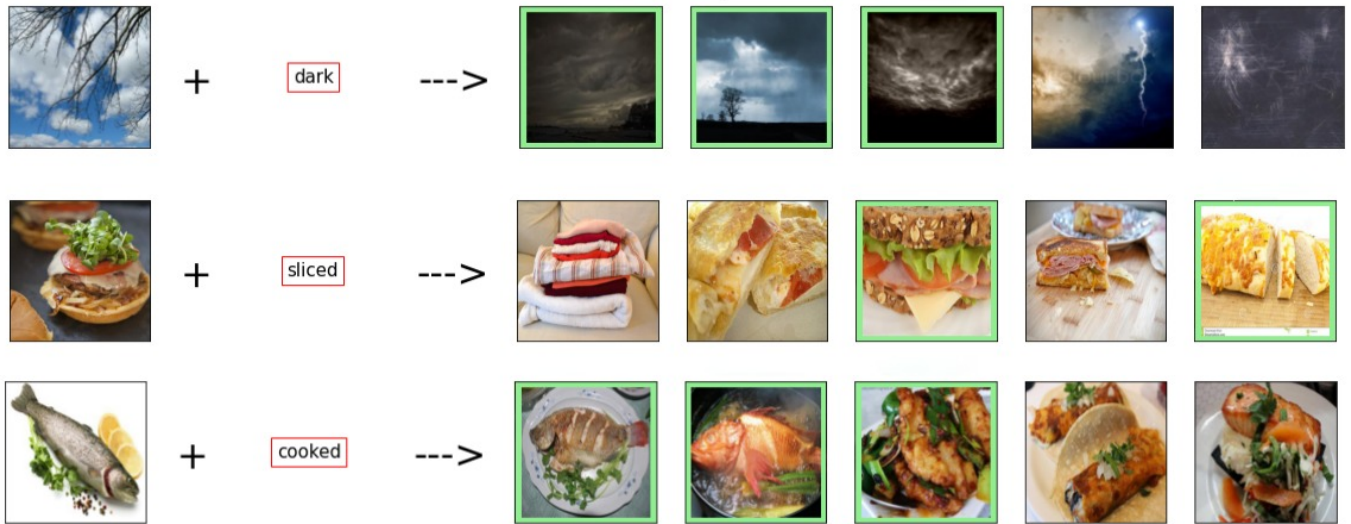 + dark --->
+ sliced --->
+ cooked --->